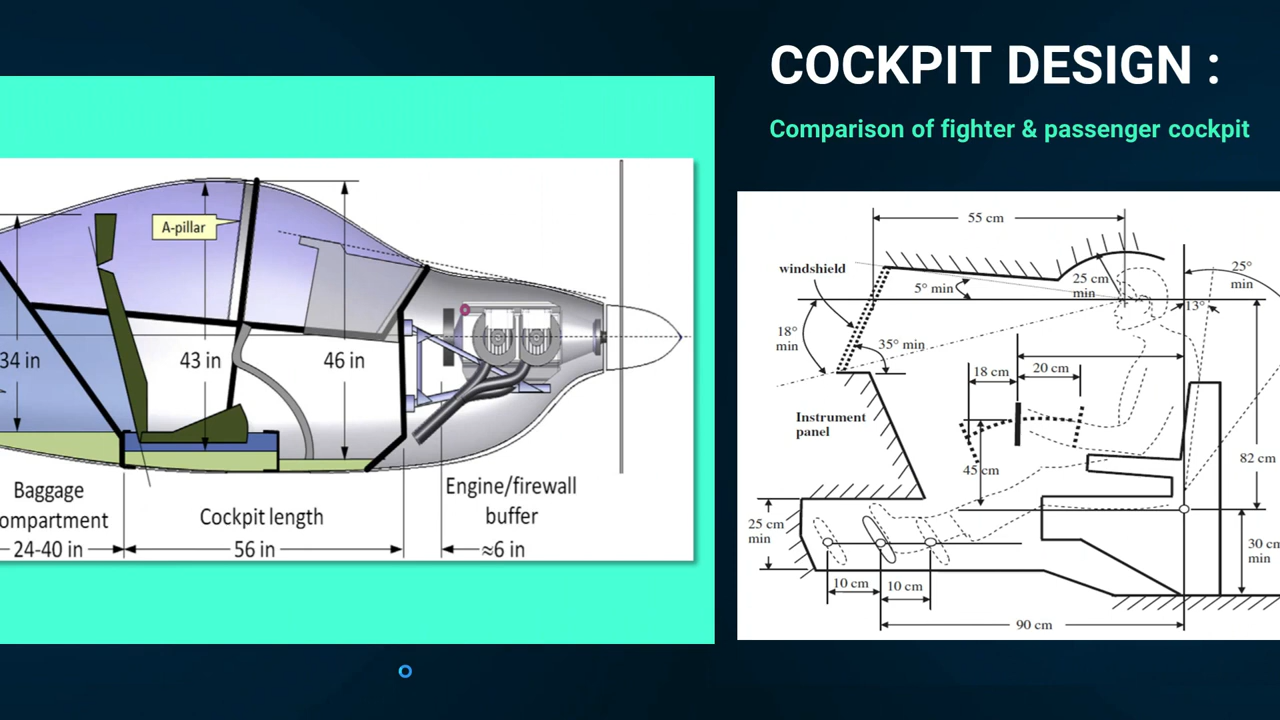 COCKPIT DESIGN :
Comparison of fighter & passenger cockpit
A-pillar
34 in
43 in
46 in
Baggage
ompartment
24-40 in
Cockpit length
56 in
Engine/firewall
buffer
≈6 in
55 cm
windshield
5° min
25 cm
min
25°
min
13°
18°
min
35° min
18 cm
20 cm
Instrument
panel
45 cm
82 cm
25 cm
min
30 cm
min
10 cm
10 cm
90 cm